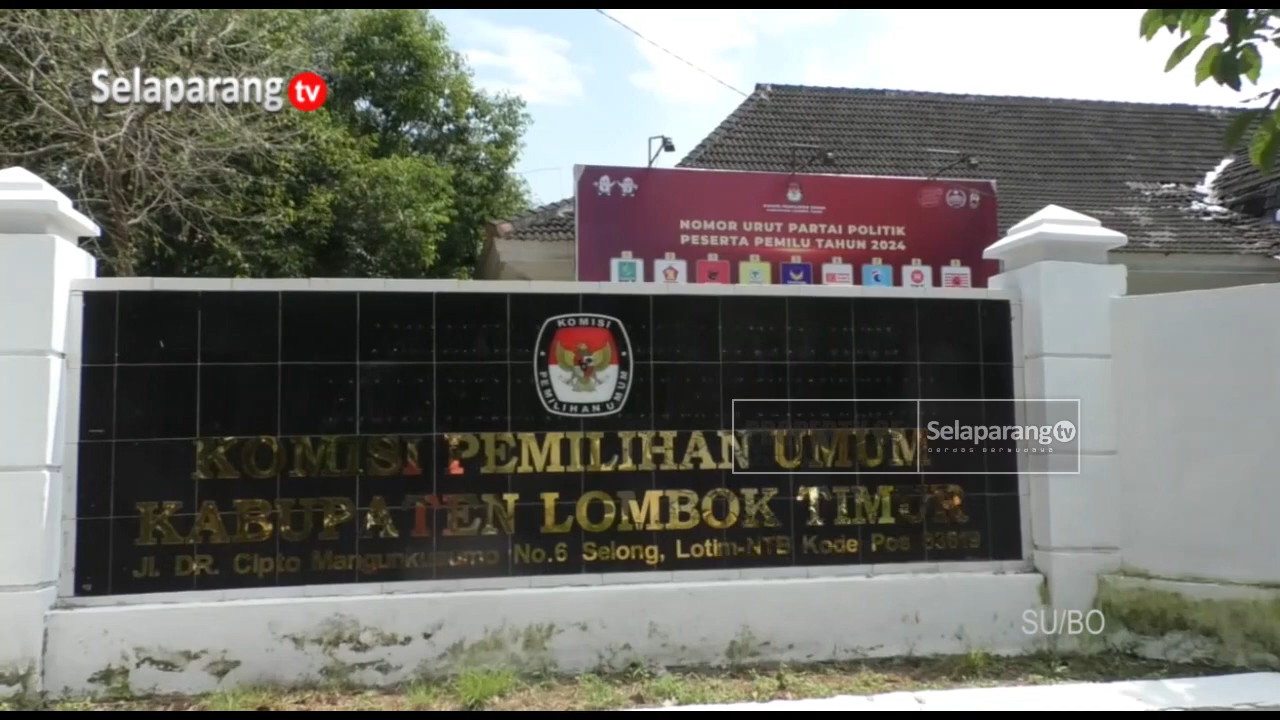 Selaparang tv
NOMOR URUT PARTAI POLITIK
PESERTA PEMILU TAHUN 2024
KOMISI
PEMILIHAN UMUM
KOMISI PEMILIHAN UMUM
KABUPATEN LOMBOK TIMUR
Jl. DR. Cipto Mangunkusumo No.6 Selong, Lotim-NTB Kode Pos 83619
Selaparang tv
SU/BO